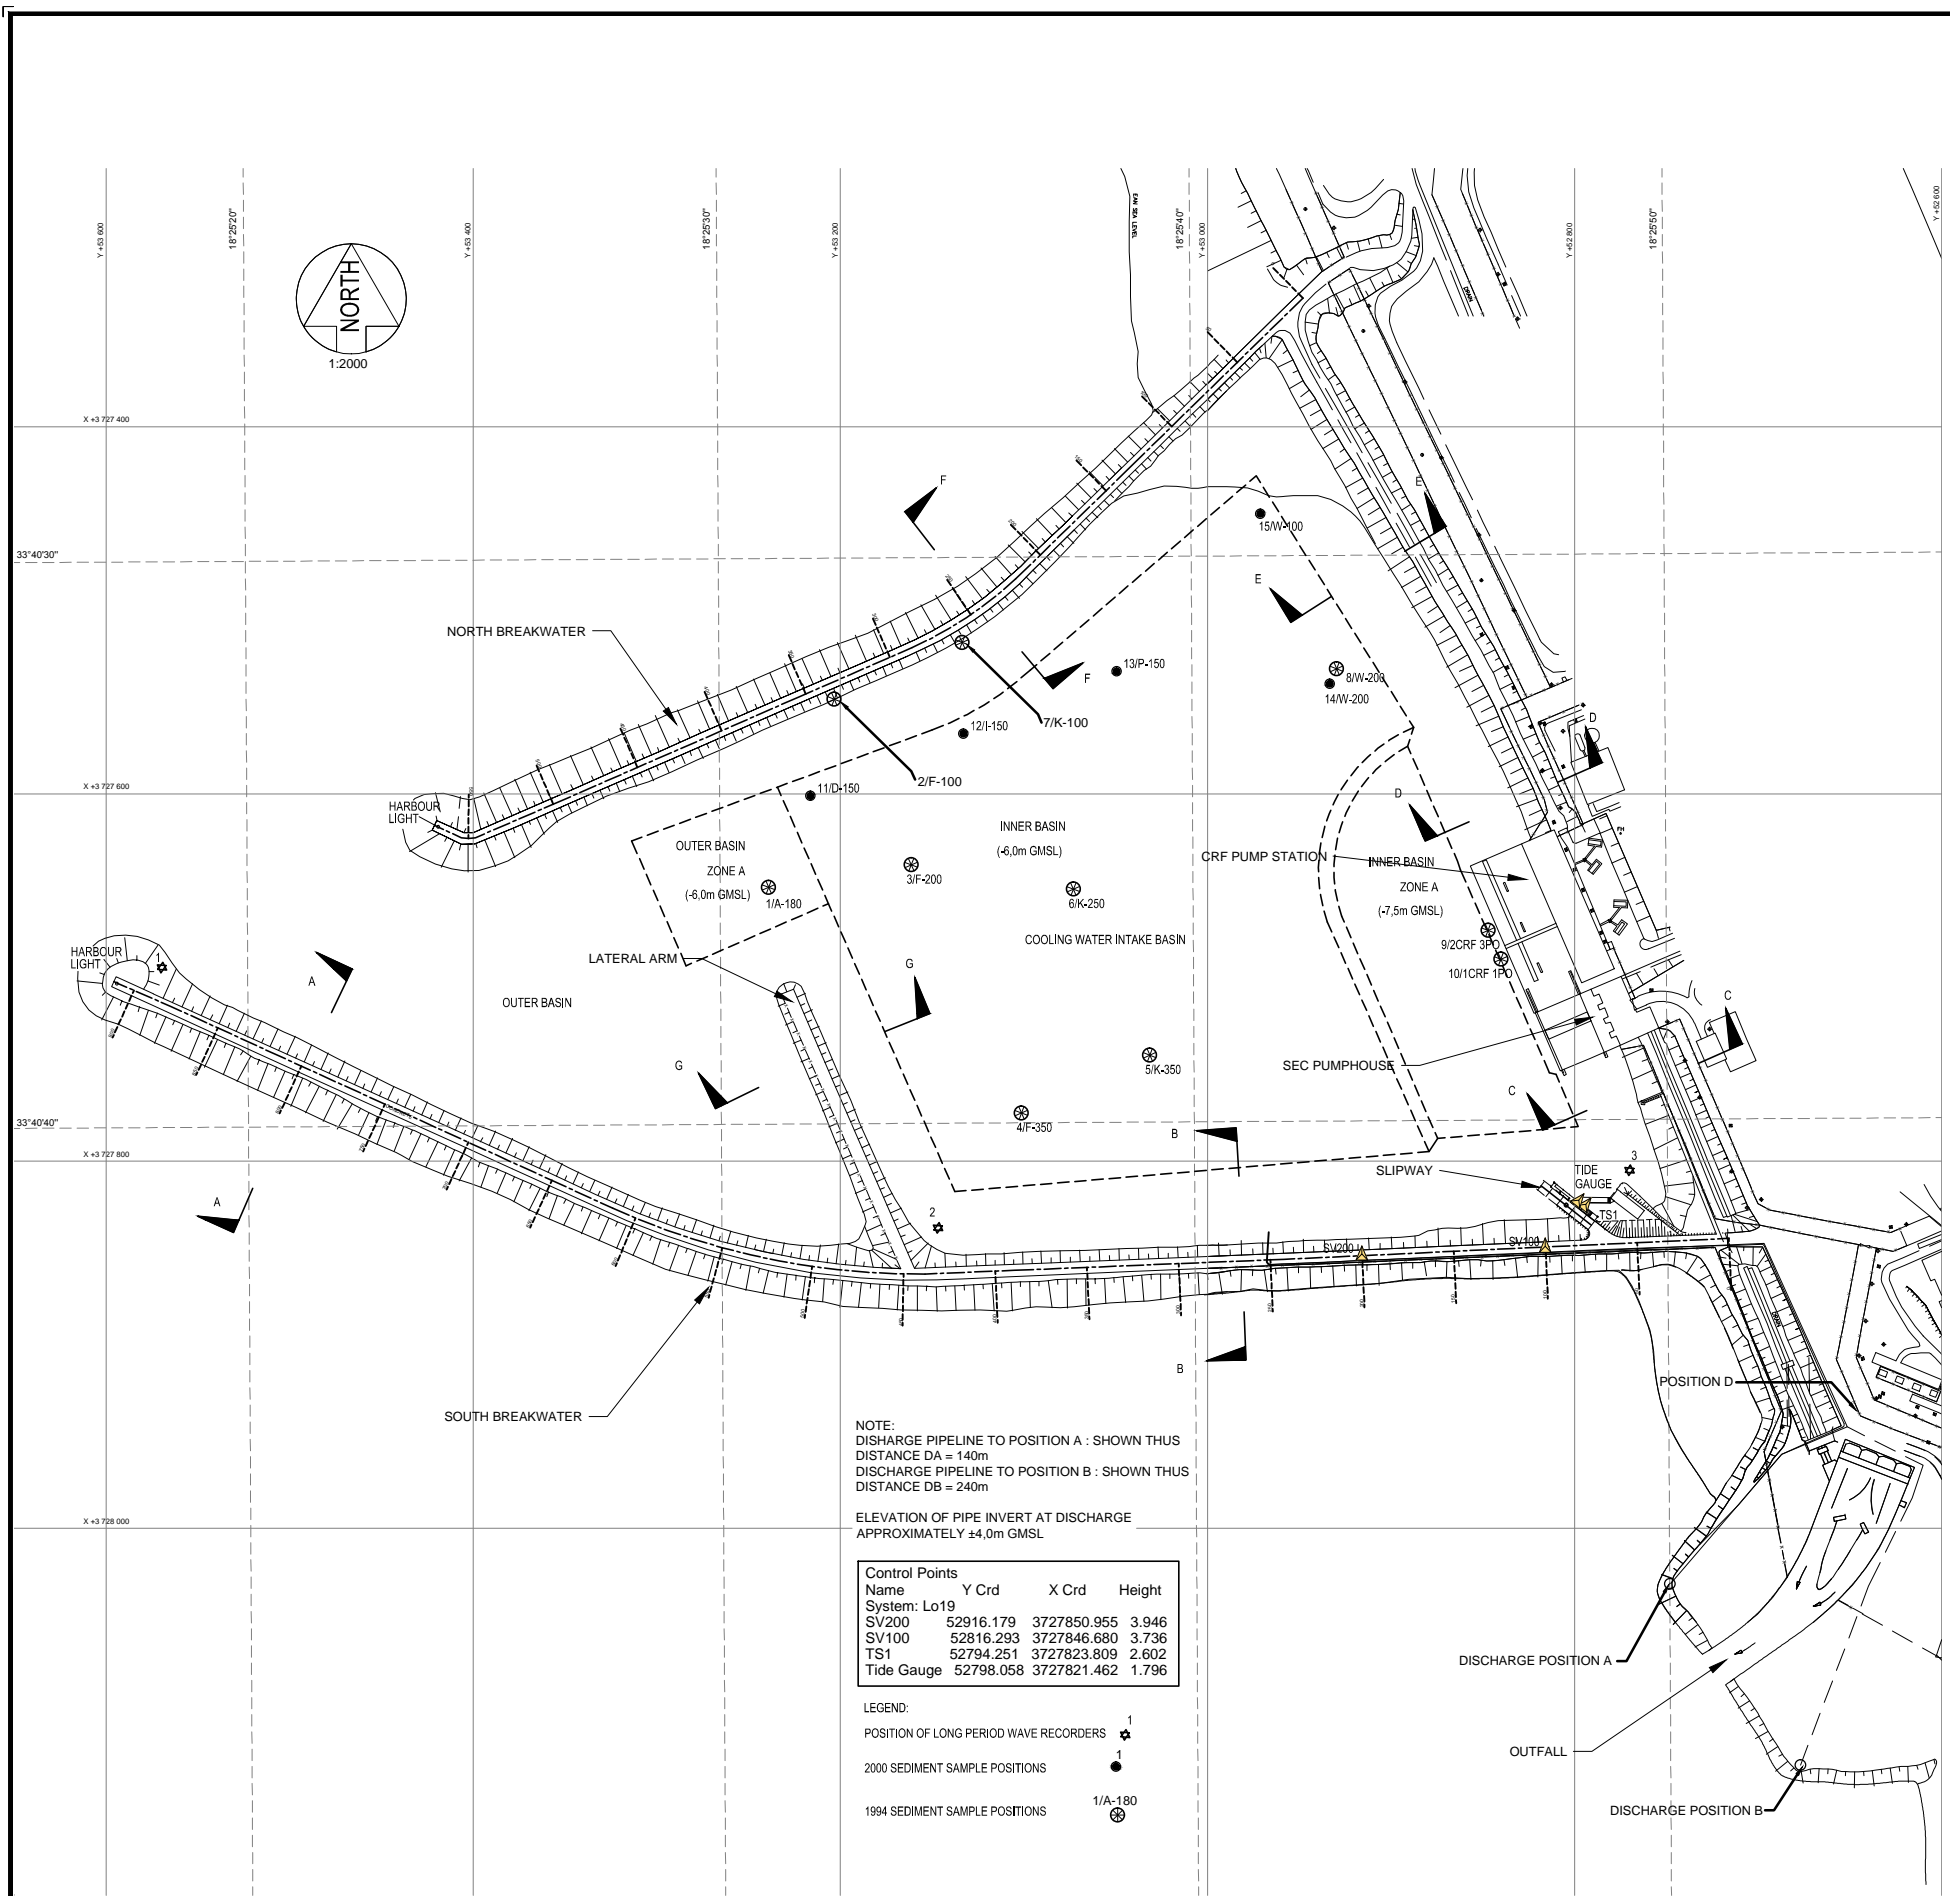 Y +53 600
18°25'20"
Y +53 400
18°25'30"
Y +53 200
18°25'40"
Y +53 000
Y +52 800
18°25'50"
Y +52 600
NORTH
1:2000
DRAIN
X +3 727 400
F
E
15/W-100
33°40'30"
E
NORTH BREAKWATER
13/P-150
F
8/W-200
14/W-200
7/K-100
12/I-150
D
2/F-100
X +3 727 600
11/D-150
HARBOUR
LIGHT
D
INNER BASIN
(-6,0m GMSL)
OUTER BASIN
ZONE A
(-6,0m GMSL)
CRF PUMP STATION
INNER BASIN
ZONE A
(-7,5m GMSL)
3/F-200
1/A-180
6/K-250
COOLING WATER INTAKE BASIN
9/2CRF 3PO
10/1CRF 1PO
HARBOUR
LIGHT
1
LATERAL ARM
G
A
OUTER BASIN
C
G
5/K-350
SEC PUMPHOUSE
C
33°40'40"
4/F-350
B
X +3 727 800
SLIPWAY
TIDE
GAUGE
3
A
2
TS1
SV200
SV100
B
DRAIN
POSITION D
SOUTH BREAKWATER
NOTE:
DISHARGE PIPELINE TO POSITION A : SHOWN THUS
DISTANCE DA = 140m
DISCHARGE PIPELINE TO POSITION B : SHOWN THUS
DISTANCE DB = 240m
ELEVATION OF PIPE INVERT AT DISCHARGE
APPROXIMATELY ±4,0m GMSL
X +3 728 000
Control Points
Name Y Crd X Crd Height
System: Lo19
SV200 52916.179 3727850.955 3.946
SV100 52816.293 3727846.680 3.736
TS1 52794.251 3727823.809 2.602
Tide Gauge 52798.058 3727821.462 1.796
DISCHARGE POSITION A
LEGEND:
POSITION OF LONG PERIOD WAVE RECORDERS 1
2000 SEDIMENT SAMPLE POSITIONS 1
1994 SEDIMENT SAMPLE POSITIONS 1/A-180
OUTFALL
DISCHARGE POSITION B